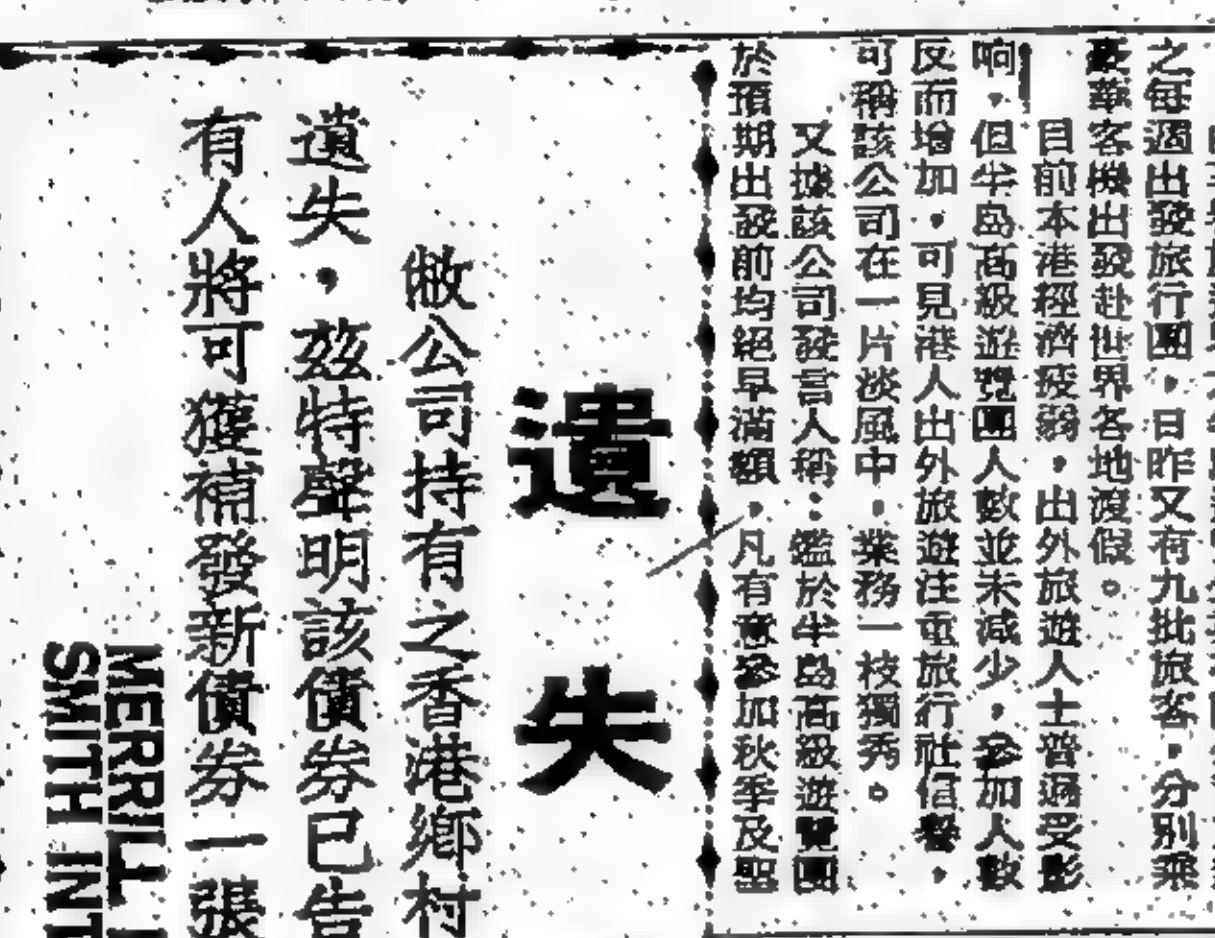 之每週出發旅行團，日昨又有九批旅客，分別乘
豪華客機出發赴世界各地渡假。
目前本港經濟疲弱，出外旅遊人士普遍受影
响，但半島高級遊覽團人數並未减少，參加人數
反而增加，可見港人出外旅遊注重旅行社信譽，
可稱該公司在一片淡風中，業務一枝獨秀。
又據該公司發言人稱：鑑於半島高級遊覽團
於預期出發前均絕早滿額，凡有意參加秋季及聖
遺失
敝公司持有之香港鄉村
遺失，茲特聲明該債券已告
有人將可獲補發新債券一張
MERRILL
SMITH INT